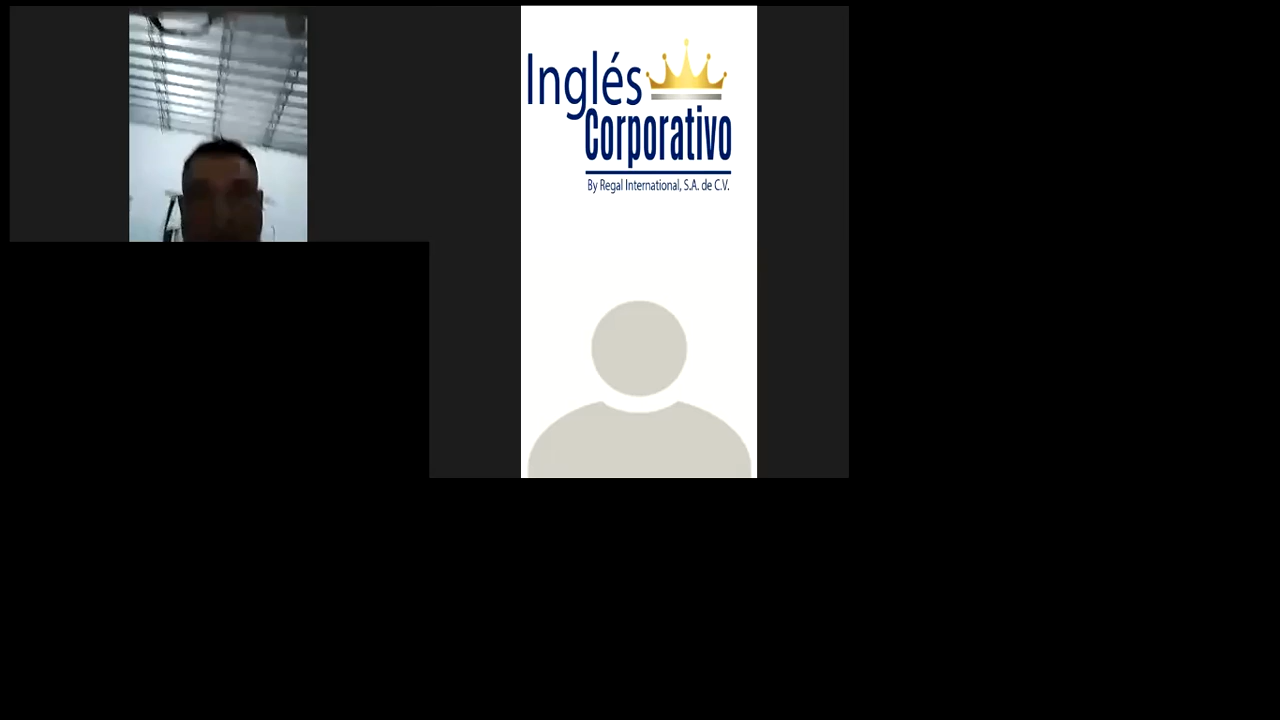 Inglés
Corporativo
By Regal International, S.A. de C.V.